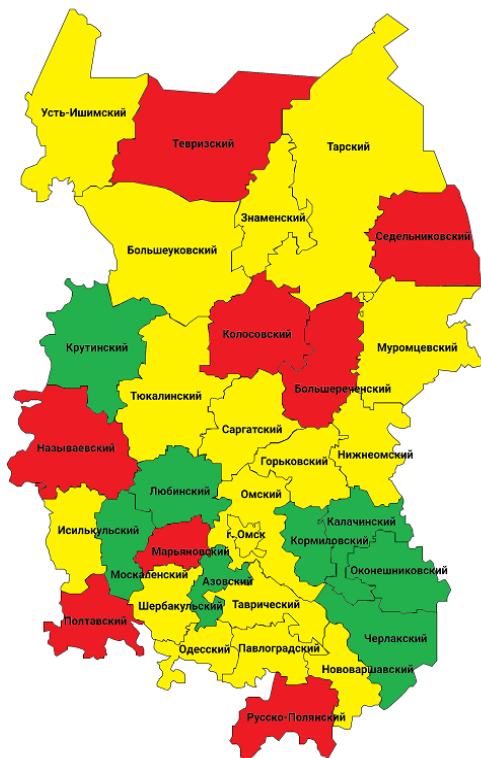 Усть-Ишимский
Тевризский
Тарский
Знаменский
Седельниковский
Большеуковский
Колосовский
Крутинский
Муромцевский
Большереченский
Тюкалинский
Саргатский
Называевский
Горьковский
Нижнеомский
Любинский
Омский
Калачинский
Исилькульский
г. Омск
Кормиловский
Марьяновский
Оконешниковский
Москаленский
Азовский
Шербакульский
Таврический
Полтавский
Черлакский
Одесский
Павлоградский
Нововаршавский
Русско-Полянский